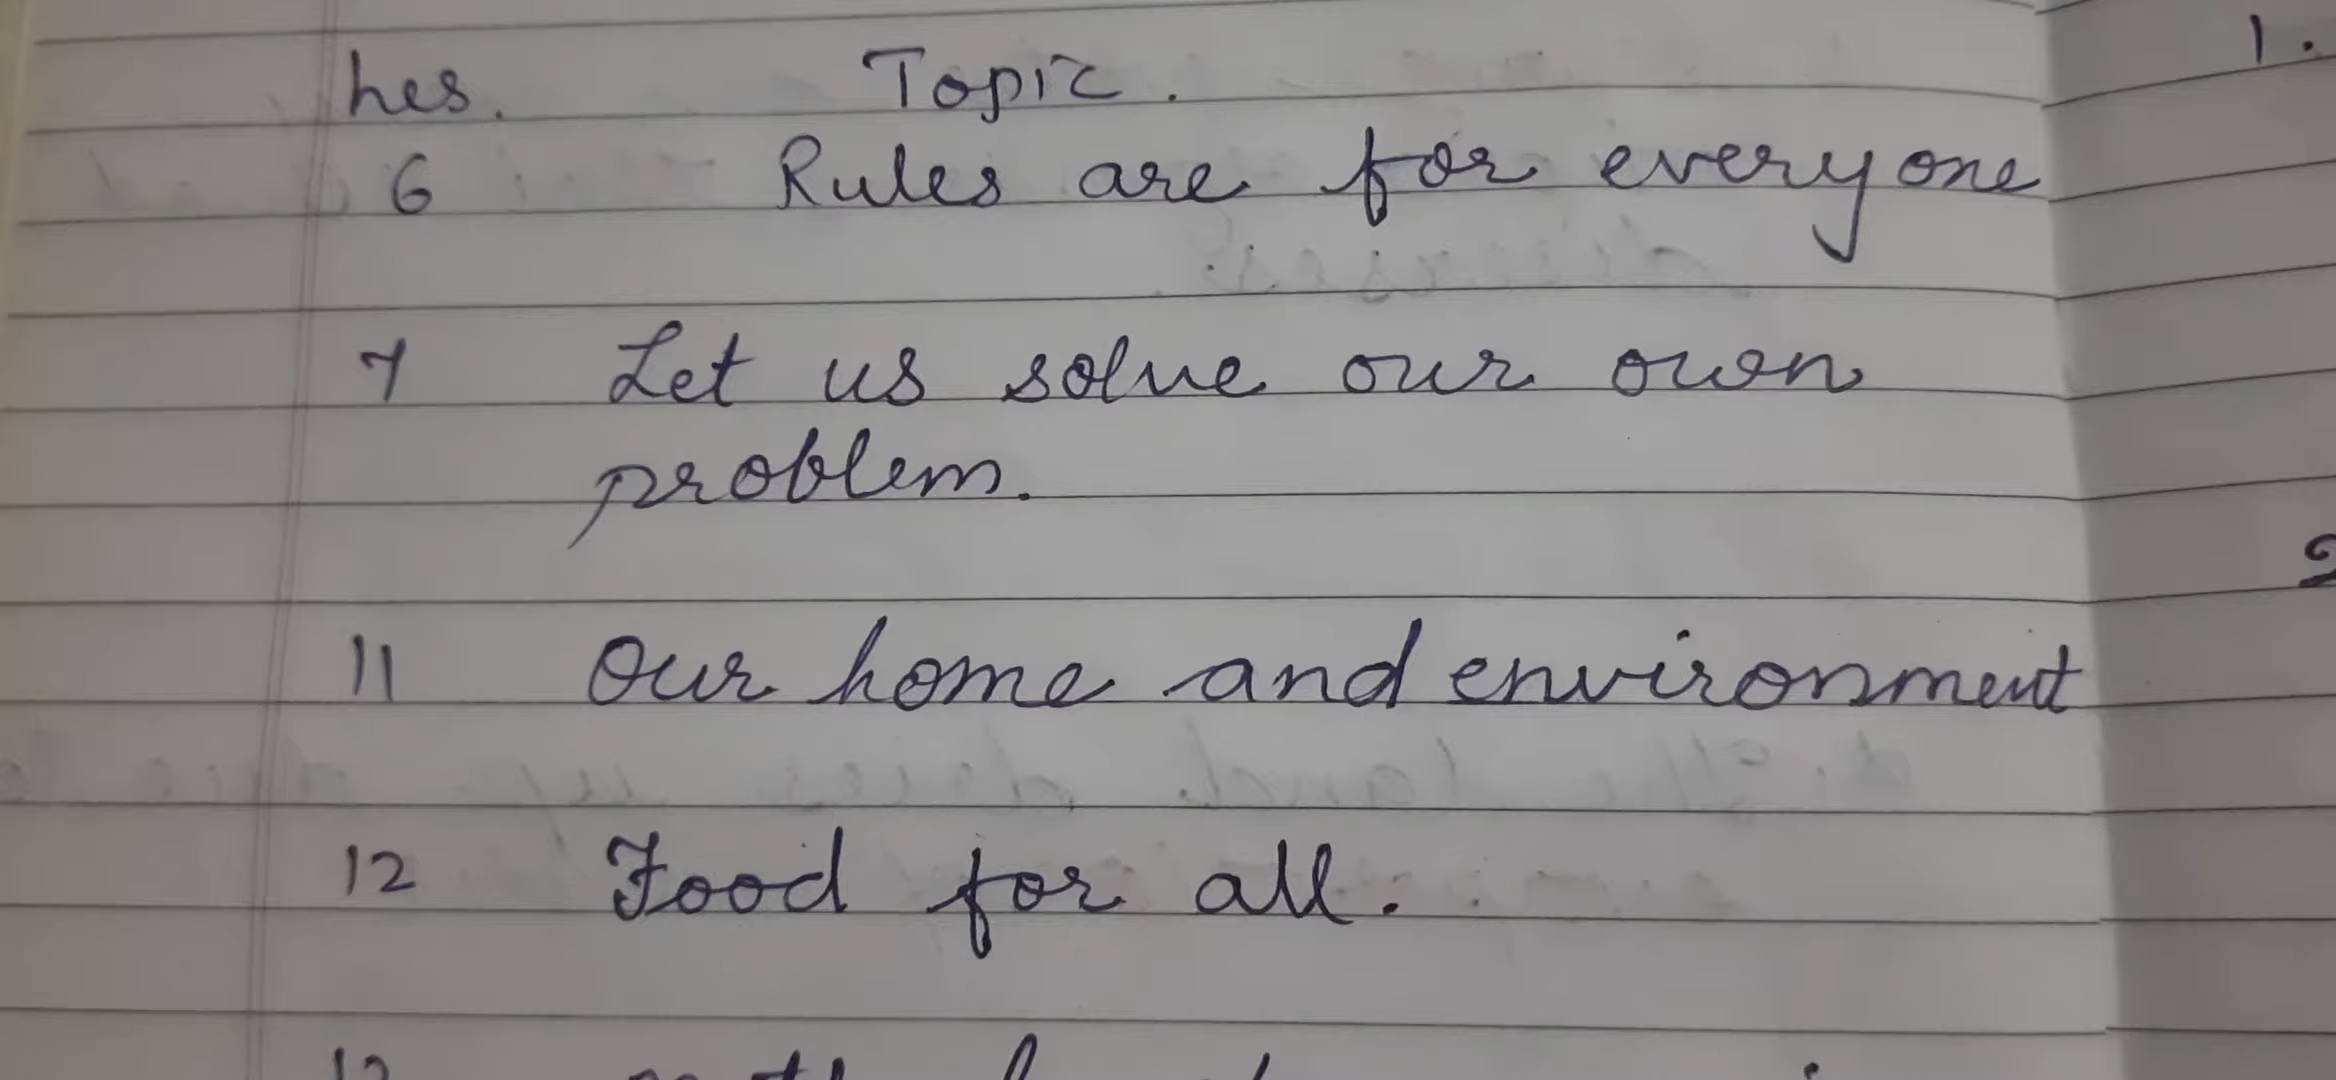 hes. Topic. 1.
6 Rules are for everyone
7 Let us solve our own
problem.
11 Our home and environment
12 Food for all.